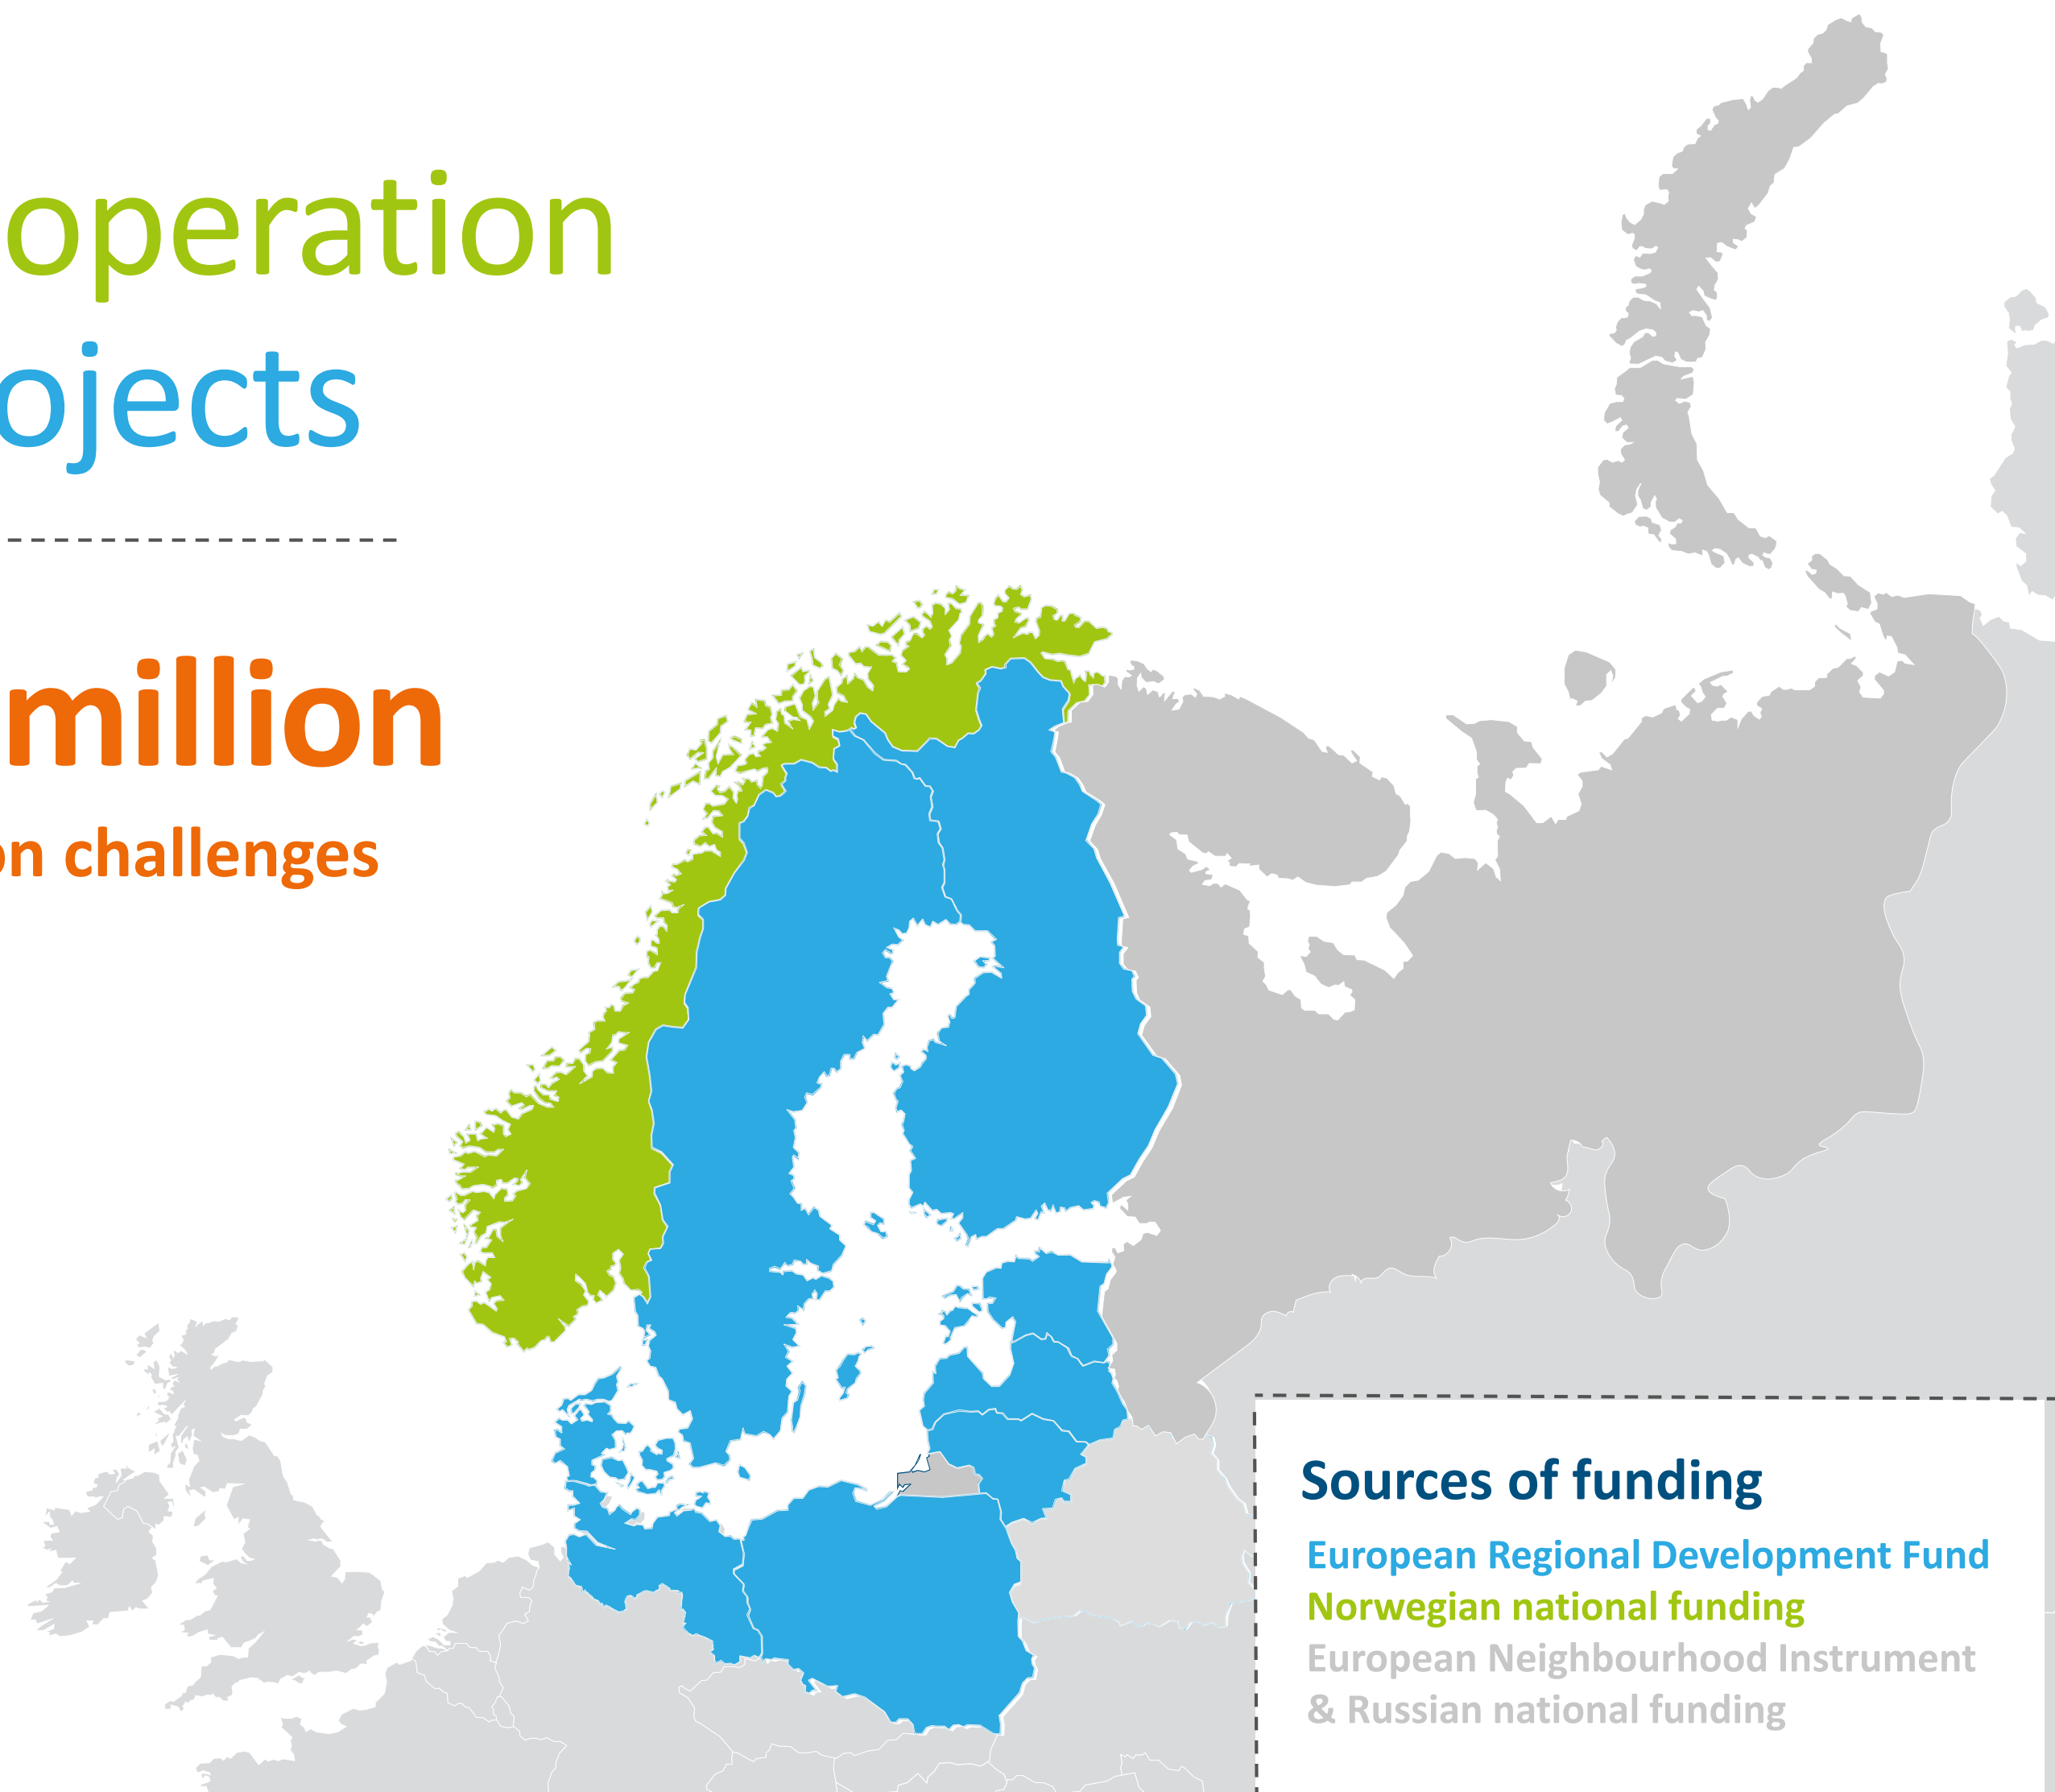 operation
ojects
million
n challenges
Sources of funding
European Regional Development Fund
Norwegian national funding
European Neighbourhood Instrument
& Russian national funding